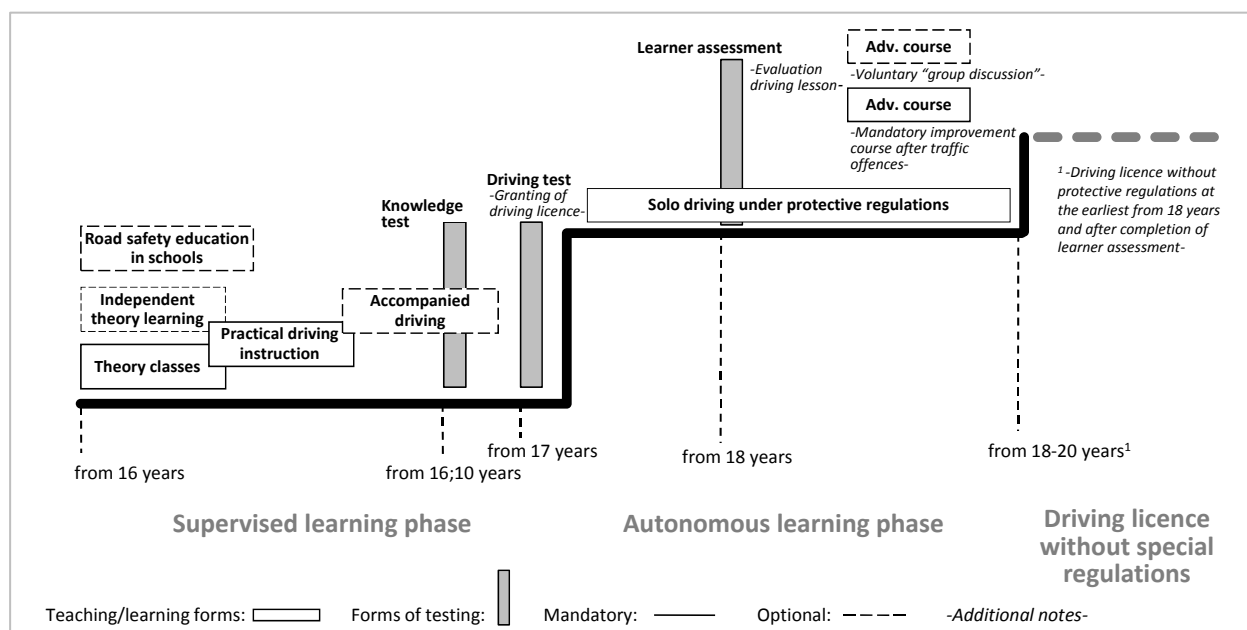 Learner assessment
-Evaluation
driving lesson-
Adv. course
-Voluntary “group discussion”-
Adv. course
-Mandatory improvement
course after traffic
offences-
Driving test
-Granting of
driving licence-
Knowledge
test
Solo driving under protective regulations
1 -Driving licence without
protective regulations at
the earliest from 18 years
and after completion of
learner assessment-
Road safety education
in schools
Independent
theory learning
Accompanied
driving
Practical driving
instruction
Theory classes
from 16 years
from 16;10 years
from 17 years
from 18 years
from 18-20 years1
Supervised learning phase
Autonomous learning phase
Driving licence
without special
regulations
Teaching/learning forms:
Forms of testing:
Mandatory:
Optional:
-Additional notes-